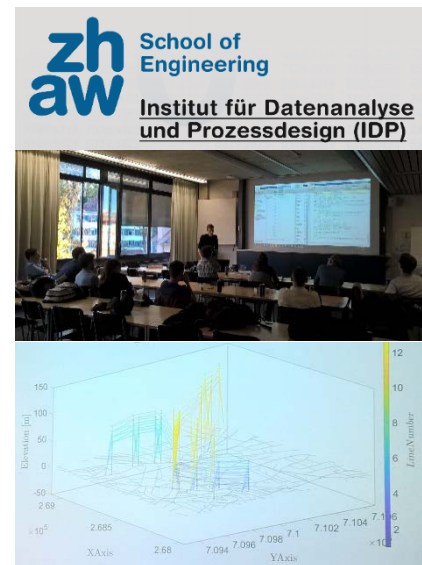 zh
aw
School of
Engineering
Institut für Datenanalyse
und Prozessdesign (IDP)
12
150
100
10
50
8
0
6
-50
4
2.69
2
×10⁵
2.685
2.68
7.094
7.096
7.098
7.1
7.102
7.104
Elevation [m]
XAxis
YAxis
LineNumber